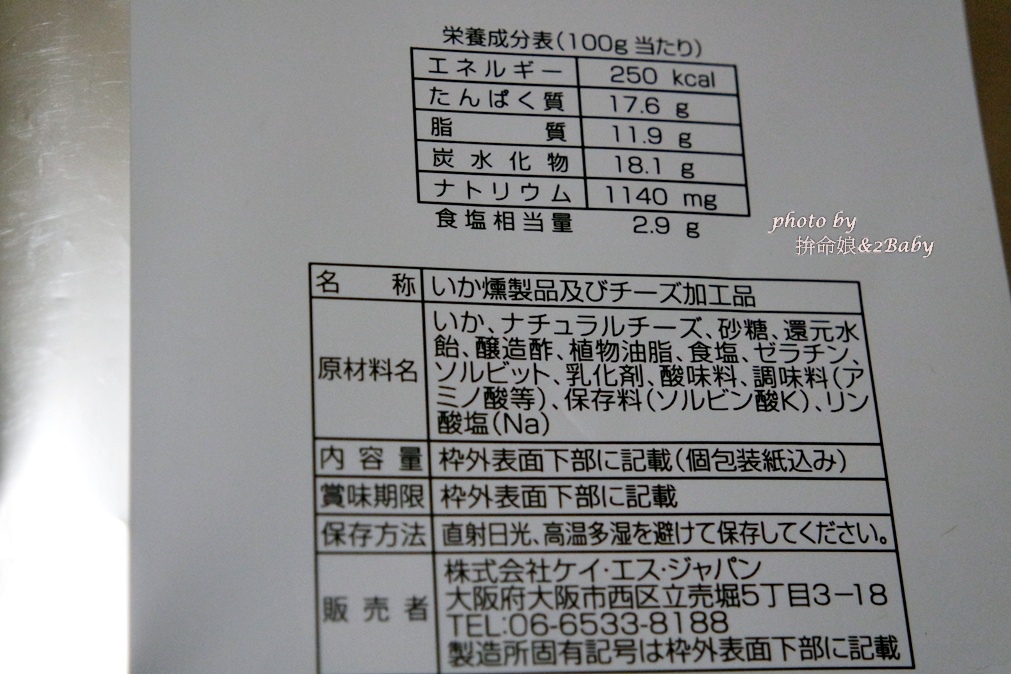 栄養成分表(100g 当たり)
エネルギー 250 kcal
たんぱく質 17.6 g
脂質 11.9 g
炭水化物 18.1 g
ナトリウム 1140 mg
食塩相当量 2.9 g
photo by
拚命娘&2Baby
名称 いか燻製品及びチーズ加工品
原材料名 いか、ナチュラルチーズ、砂糖、還元水
飴、醸造酢、植物油脂、食塩、ゼラチン、
ソルビット、乳化剤、酸味料、調味料(ア
ミノ酸等)、保存料(ソルビン酸K)、リン
酸塩(Na)
内容量 枠外表面下部に記載(個包装紙込み)
賞味期限 枠外表面下部に記載
保存方法 直射日光、高温多湿を避けて保存してください。
販売者 株式会社ケイ・エス・ジャパン
大阪府大阪市西区立売堀5丁目3-18
TEL:06-6533-8188
製造所固有記号は枠外表面下部に記載